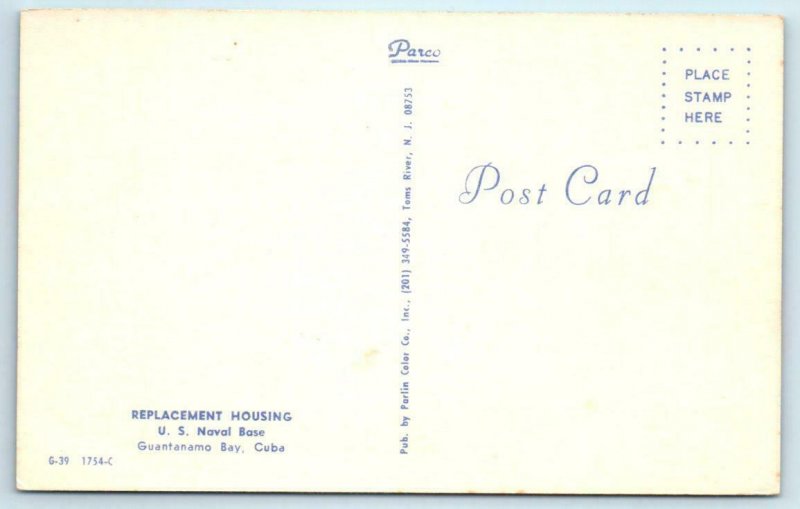 Parco
PLACE
STAMP
HERE
Post Card
Pub. by Parlin Color Co., Inc., (201) 349-5584, Toms River, N. J. 08753
REPLACEMENT HOUSING
U. S. Naval Base
Guantanamo Bay, Cuba
G-39 1754-C